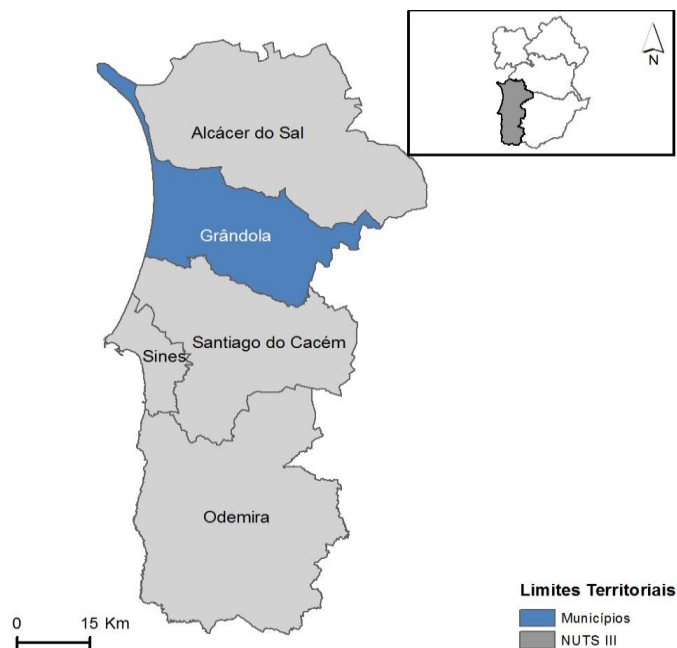 N
Alcácer do Sal
Grândola
Santiago do Cacém
Sines
Odemira
Limites Territoriais
Municípios
NUTS III
0 15 Km